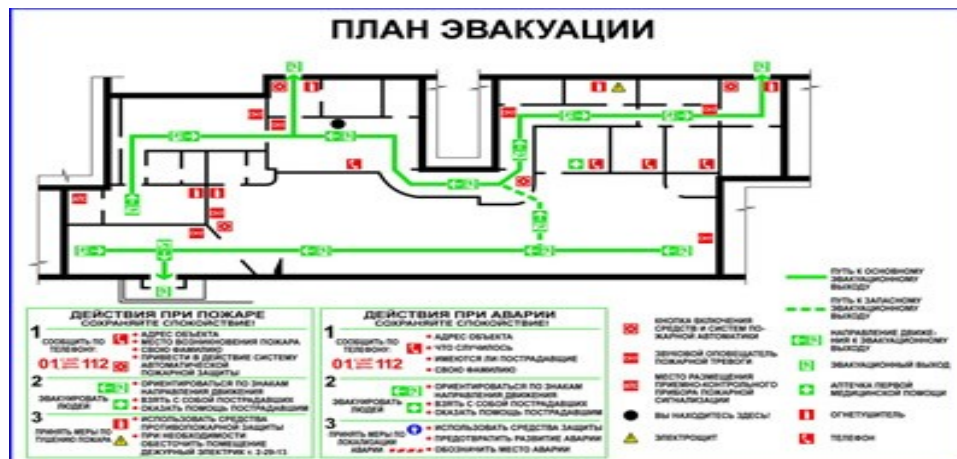 ПЛАН ЭВАКУАЦИИ
ДЕЙСТВИЯ ПРИ ПОЖАРЕ
СОХРАНЯЙТЕ СПОКОЙСТВИЕ!
1
СООБЩИТЬ ПО ТЕЛЕФОНУ:
01 112
АДРЕС ОБЪЕКТА
МЕСТО ВОЗНИКНОВЕНИЯ ПОЖАРА
СВОЮ ФАМИЛИЮ
ПРИВЕСТИ В ДЕЙСТВИЕ СИСТЕМУ
АВТОМАТИЧЕСКОЙ
ПОЖАРНОЙ ЗАЩИТЫ
2
ЭВАКУИРОВАТЬ
ЛЮДЕЙ
ОРИЕНТИРОВАТЬСЯ ПО ЗНАКАМ
НАПРАВЛЕНИЯ ДВИЖЕНИЯ
ВЗЯТЬ С СОБОЙ ПОСТРАДАВШИХ
ОКАЗАТЬ ПОМОЩЬ ПОСТРАДАВШИМ
3
ПРИНЯТЬ МЕРЫ ПО
ТУШЕНИЮ ПОЖАРА
ИСПОЛЬЗОВАТЬ СРЕДСТВА
ПРОТИВОПОЖАРНОЙ ЗАЩИТЫ
ПРИ НЕОБХОДИМОСТИ
ОБЕСТОЧИТЬ ПОМЕЩЕНИЕ
ДЕЖУРНЫЙ ЭЛЕКТРИК т. 2-29-13
ДЕЙСТВИЯ ПРИ АВАРИИ
СОХРАНЯЙТЕ СПОКОЙСТВИЕ!
1
СООБЩИТЬ ПО
ТЕЛЕФОНУ:
01 112
АДРЕС ОБЪЕКТА
ЧТО СЛУЧИЛОСЬ
ИМЕЮТСЯ ЛИ ПОСТРАДАВШИЕ
СВОЮ ФАМИЛИЮ
2
ЭВАКУИРОВАТЬ
ЛЮДЕЙ
ОРИЕНТИРОВАТЬСЯ ПО ЗНАКАМ
НАПРАВЛЕНИЯ ДВИЖЕНИЯ
ВЗЯТЬ С СОБОЙ ПОСТРАДАВШИХ
ОКАЗАТЬ ПОМОЩЬ ПОСТРАДАВШИМ
3
ПРИНЯТЬ МЕРЫ ПО
ЛОКАЛИЗАЦИИ
АВАРИИ
ИСПОЛЬЗОВАТЬ СРЕДСТВА ЗАЩИТЫ
ПРЕДОТВРАТИТЬ РАЗВИТИЕ АВАРИИ
ОБОЗНАЧИТЬ МЕСТО АВАРИИ
КНОПКА ВКЛЮЧЕНИЯ
СРЕДСТВ И СИСТЕМ ПО-
ЖАРНОЙ АВТОМАТИКИ
ЗВУКОВОЙ ОПОВЕЩАТЕЛЬ
ПОЖАРНОЙ ТРЕВОГИ
МЕСТО РАЗМЕЩЕНИЯ
ПРИЕМНО-КОНТРОЛЬНОГО
ПРИБОРА ПОЖАРНОЙ
СИГНАЛИЗАЦИИ
ВЫ НАХОДИТЕСЬ ЗДЕСЬ!
ЭЛЕКТРОЩИТ
ПУТЬ К ОСНОВНОМУ
ЭВАКУАЦИОННОМУ
ВЫХОДУ
ПУТЬ К ЗАПАСНОМУ
ЭВАКУАЦИОННОМУ
ВЫХОДУ
НАПРАВЛЕНИЕ ДВИЖЕ-
НИЯ К ЭВАКУАЦИОННОМУ
ВЫХОДУ
ЭВАКУАЦИОННЫЙ ВЫХОД
АПТЕЧКА ПЕРВОЙ
МЕДИЦИНСКОЙ ПОМОЩИ
ОГНЕТУШИТЕЛЬ
ТЕЛЕФОН